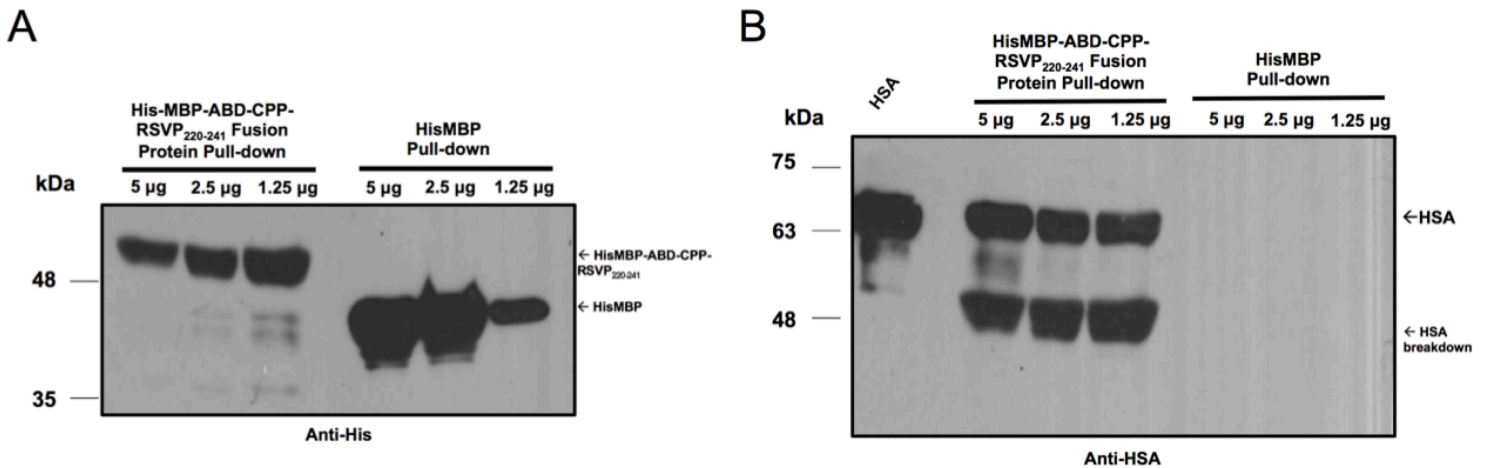 A
His-MBP-ABD-CPP-
RSVP220-241 Fusion
Protein Pull-down
HisMBP
Pull-down
kDa
5 µg 2.5 µg 1.25 µg 5 µg 2.5 µg 1.25 µg
48
35
← HisMBP-ABD-CPP-
RSVP220-241
← HisMBP
Anti-His
B
HSA
HisMBP-ABD-CPP-
RSVP220-241 Fusion
Protein Pull-down
HisMBP
Pull-down
kDa
5 µg 2.5 µg 1.25 µg 5 µg 2.5 µg 1.25 µg
75
63
48
←HSA
← HSA
breakdown
Anti-HSA